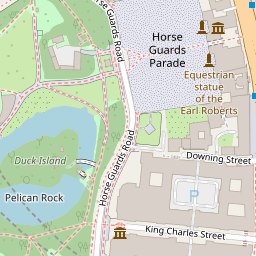 Horse Guards Road
Horse
Guards
Parade
Equestrian
statue
of the
Earl Roberts
Duck Island
Downing Street
Horse Guards Road
Pelican Rock
P
King Charles Street